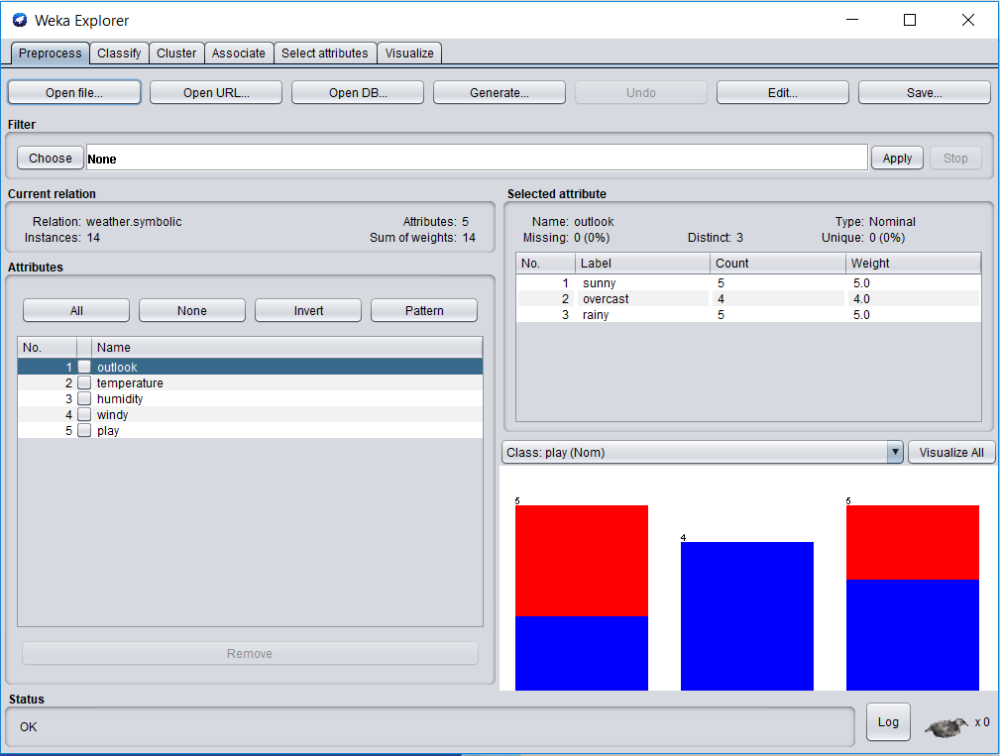 Weka Explorer
Preprocess Classify Cluster Associate Select attributes Visualize
Open file... Open URL... Open DB... Generate... Undo Edit... Save...
Filter
Choose None Apply Stop
Current relation
Relation: weather.symbolic Attributes: 5
Instances: 14 Sum of weights: 14
Attributes
All None Invert Pattern
No. Name
1 outlook
2 temperature
3 humidity
4 windy
5 play
Remove
Selected attribute
Name: outlook Type: Nominal
Missing: 0 (0%) Distinct: 3 Unique: 0 (0%)
No. Label Count Weight
1 sunny 5 5.0
2 overcast 4 4.0
3 rainy 5 5.0
Class: play (Nom) Visualize All
5 4 5
Status
OK Log x 0